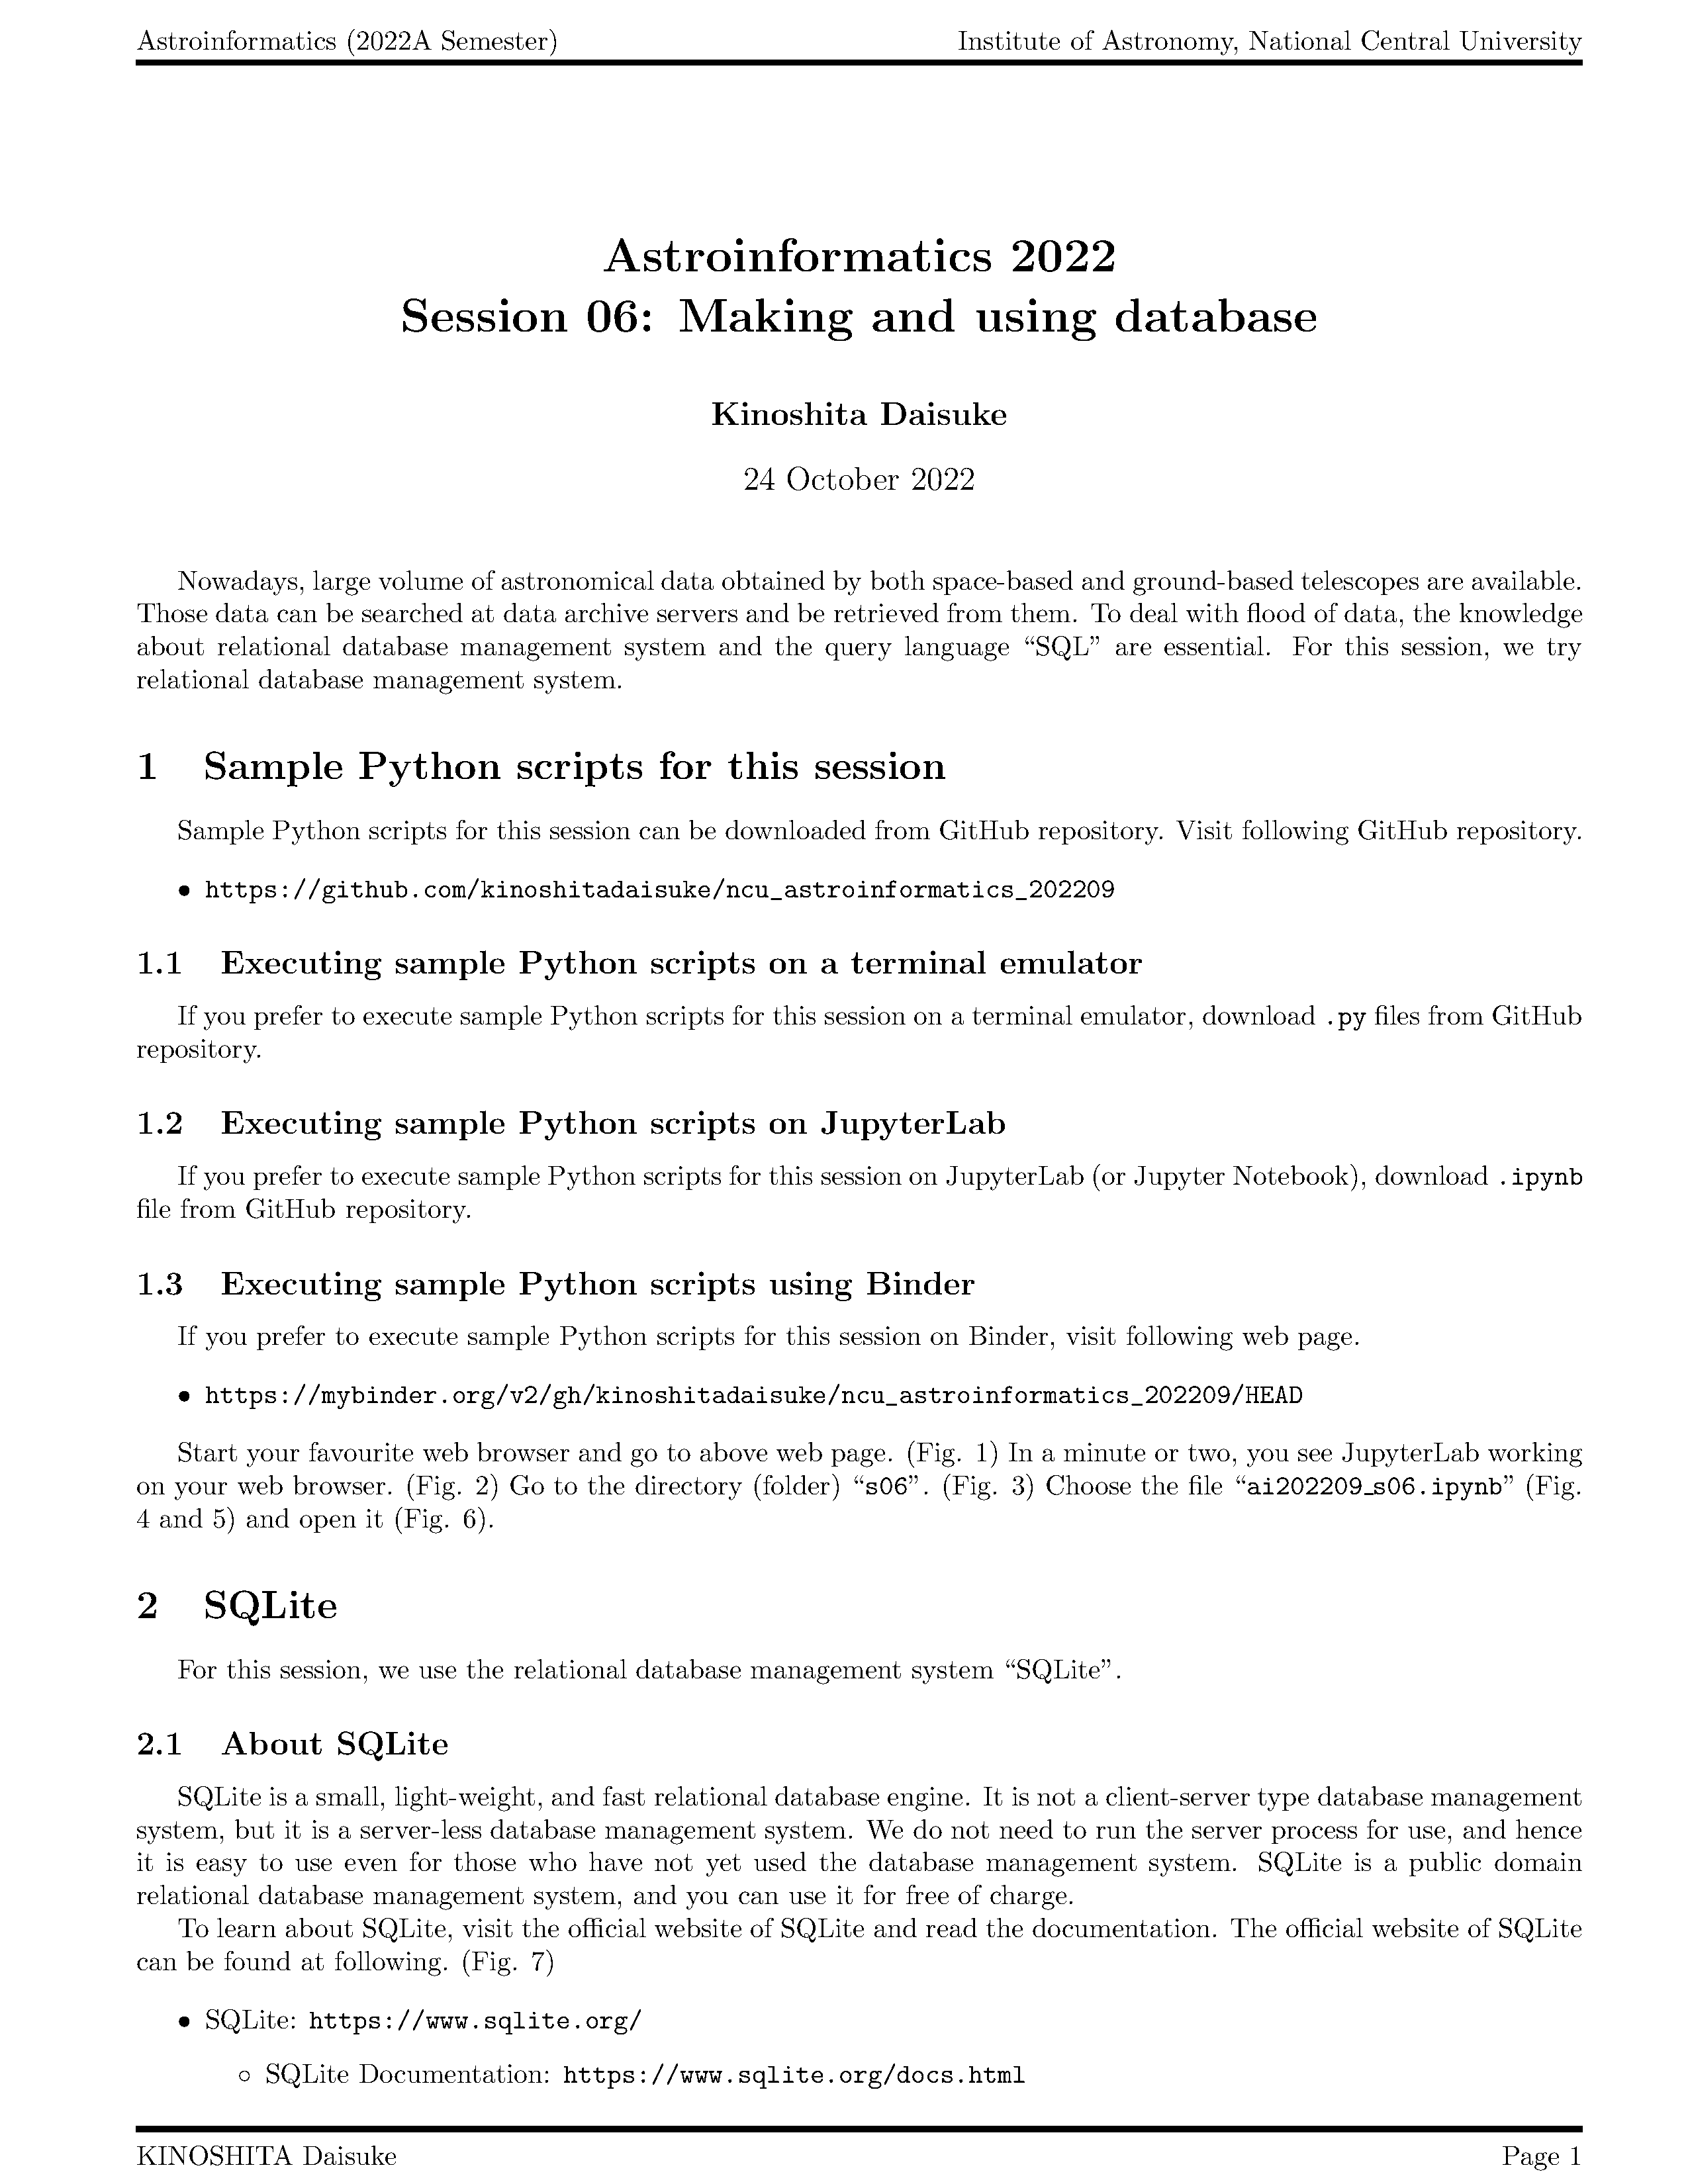 Astroinformatics (2022A Semester) Institute of Astronomy, National Central University
Astroinformatics 2022
Session 06: Making and using database
Kinoshita Daisuke
24 October 2022
Nowadays, large volume of astronomical data obtained by both space-based and ground-based telescopes are available.
Those data can be searched at data archive servers and be retrieved from them. To deal with flood of data, the knowledge
about relational database management system and the query language “SQL” are essential. For this session, we try
relational database management system.
1 Sample Python scripts for this session
Sample Python scripts for this session can be downloaded from GitHub repository. Visit following GitHub repository.
• https://github.com/kinoshitadaisuke/ncu_astroinformatics_202209
1.1 Executing sample Python scripts on a terminal emulator
If you prefer to execute sample Python scripts for this session on a terminal emulator, download .py files from GitHub
repository.
1.2 Executing sample Python scripts on JupyterLab
If you prefer to execute sample Python scripts for this session on JupyterLab (or Jupyter Notebook), download .ipynb
file from GitHub repository.
1.3 Executing sample Python scripts using Binder
If you prefer to execute sample Python scripts for this session on Binder, visit following web page.
• https://mybinder.org/v2/gh/kinoshitadaisuke/ncu_astroinformatics_202209/HEAD
Start your favourite web browser and go to above web page. (Fig. 1) In a minute or two, you see JupyterLab working
on your web browser. (Fig. 2) Go to the directory (folder) “s06”. (Fig. 3) Choose the file “ai202209_s06.ipynb” (Fig.
4 and 5) and open it (Fig. 6).
2 SQLite
For this session, we use the relational database management system “SQLite”.
2.1 About SQLite
SQLite is a small, light-weight, and fast relational database engine. It is not a client-server type database management
system, but it is a server-less database management system. We do not need to run the server process for use, and hence
it is easy to use even for those who have not yet used the database management system. SQLite is a public domain
relational database management system, and you can use it for free of charge.
To learn about SQLite, visit the official website of SQLite and read the documentation. The official website of SQLite
can be found at following. (Fig. 7)
• SQLite: https://www.sqlite.org/
◦ SQLite Documentation: https://www.sqlite.org/docs.html
KINOSHITA Daisuke Page 1